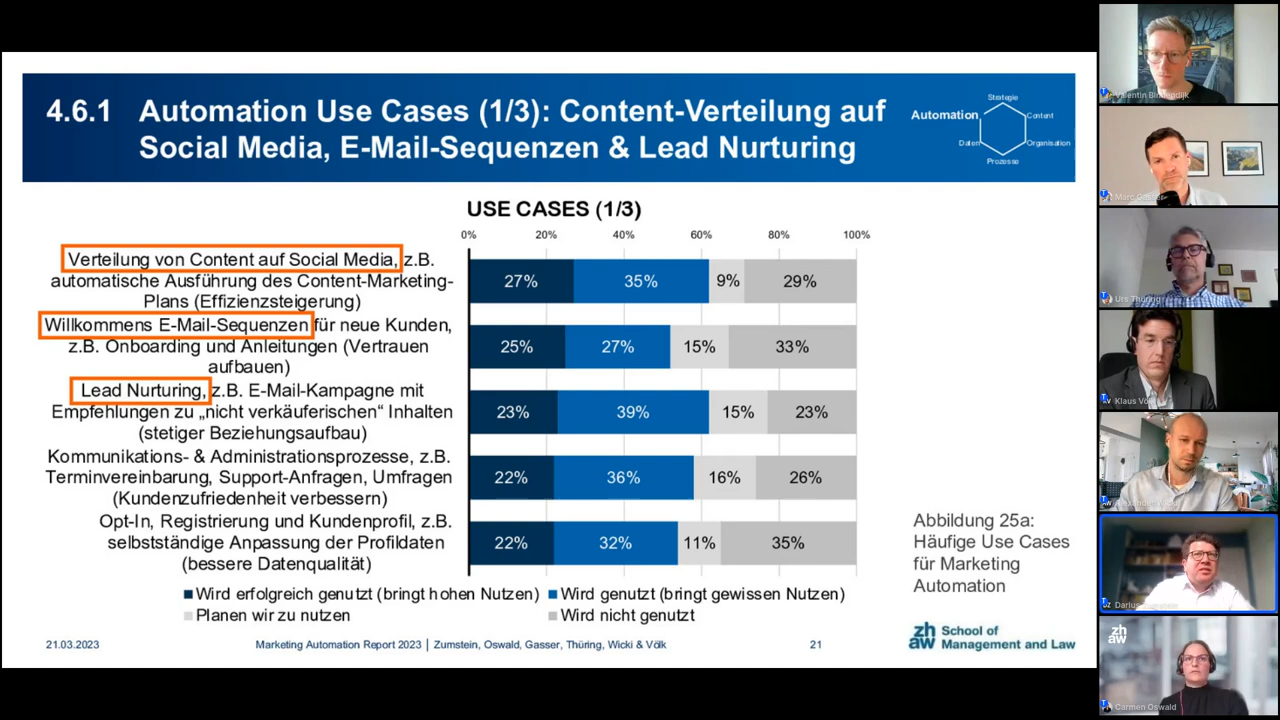 4.6.1 Automation Use Cases (1/3): Content-Verteilung auf
Social Media, E-Mail-Sequenzen & Lead Nurturing
Strategie
Automation
Content
Daten
Organisation
Prozesse
USE CASES (1/3)
0% 20% 40% 60% 80% 100%
Verteilung von Content auf Social Media, z.B.
automatische Ausführung des Content-Marketing-
Plans (Effizienzsteigerung)
27% 35% 9% 29%
Willkommens E-Mail-Sequenzen für neue Kunden,
z.B. Onboarding und Anleitungen (Vertrauen
aufbauen)
25% 27% 15% 33%
Lead Nurturing, z.B. E-Mail-Kampagne mit
Empfehlungen zu „nicht verkäuferischen“ Inhalten
(stetiger Beziehungsaufbau)
23% 39% 15% 23%
Kommunikations- & Administrationsprozesse, z.B.
Terminvereinbarung, Support-Anfragen, Umfragen
(Kundenzufriedenheit verbessern)
22% 36% 16% 26%
Opt-In, Registrierung und Kundenprofil, z.B.
selbstständige Anpassung der Profildaten
(bessere Datenqualität)
22% 32% 11% 35%
Wird erfolgreich genutzt (bringt hohen Nutzen) Wird genutzt (bringt gewissen Nutzen)
Planen wir zu nutzen Wird nicht genutzt
Abbildung 25a:
Häufige Use Cases
für Marketing
Automation
21.03.2023 Marketing Automation Report 2023 | Zumstein, Oswald, Gasser, Thüring, Wicki & Völk 21
zh
aw
School of
Management and Law
Marc Gasser
Urs Thüring
Klaus Völk
zh
aw
Carmen Oswald